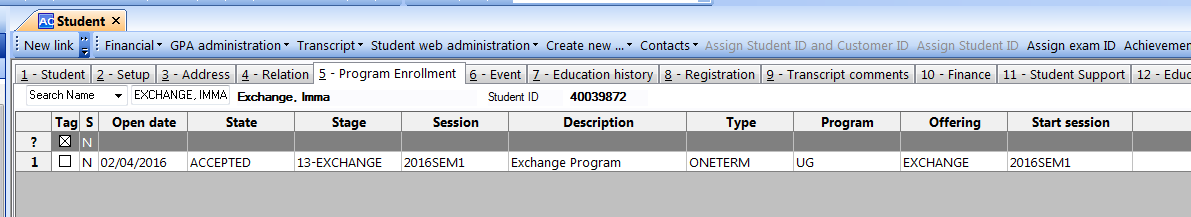 AC Student
New link Financial GPA administration Transcript Student web administration Create new ... Contacts Assign Student ID and Customer ID Assign Student ID Assign exam ID Achievemen
1 - Student 2 - Setup 3 - Address 4 - Relation 5 - Program Enrollment 6 - Event 7 - Education history 8 - Registration 9 - Transcript comments 10 - Finance 11 - Student Support 12 - Educ
Search Name EXCHANGE, IMMA Exchange, Imma Student ID 40039872
Tag S Open date State Stage Session Description Type Program Offering Start session
? N
1 N 02/04/2016 ACCEPTED 13-EXCHANGE 2016SEM1 Exchange Program ONETERM UG EXCHANGE 2016SEM1